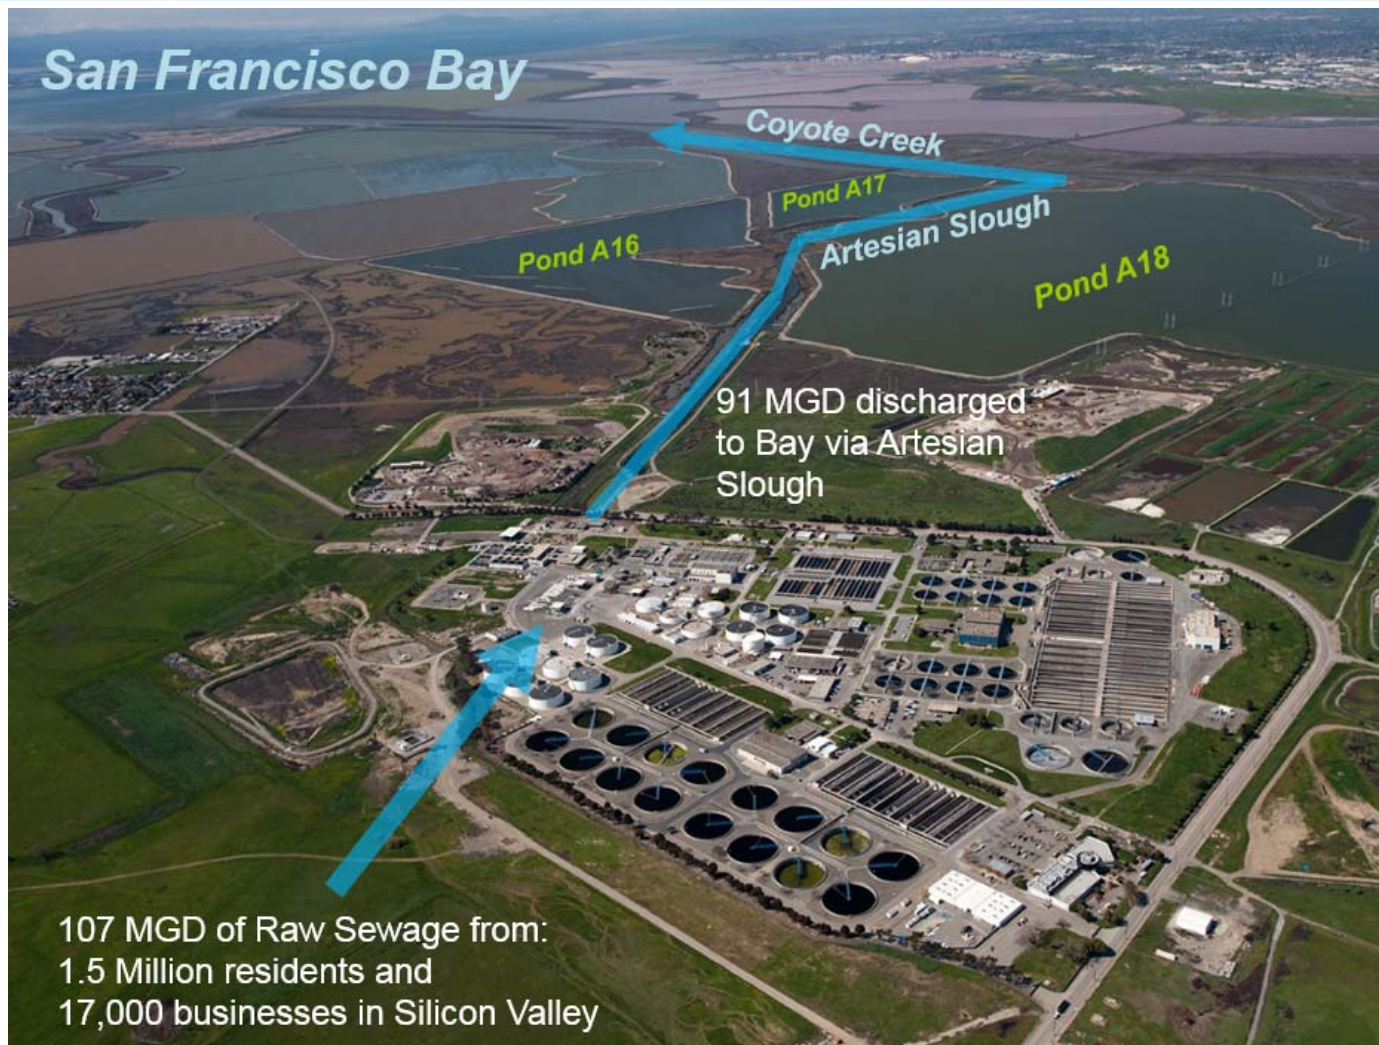 San Francisco Bay
Coyote Creek
Pond A17
Artesian Slough
Pond A16
Pond A18
91 MGD discharged
to Bay via Artesian
Slough
107 MGD of Raw Sewage from:
1.5 Million residents and
17,000 businesses in Silicon Valley